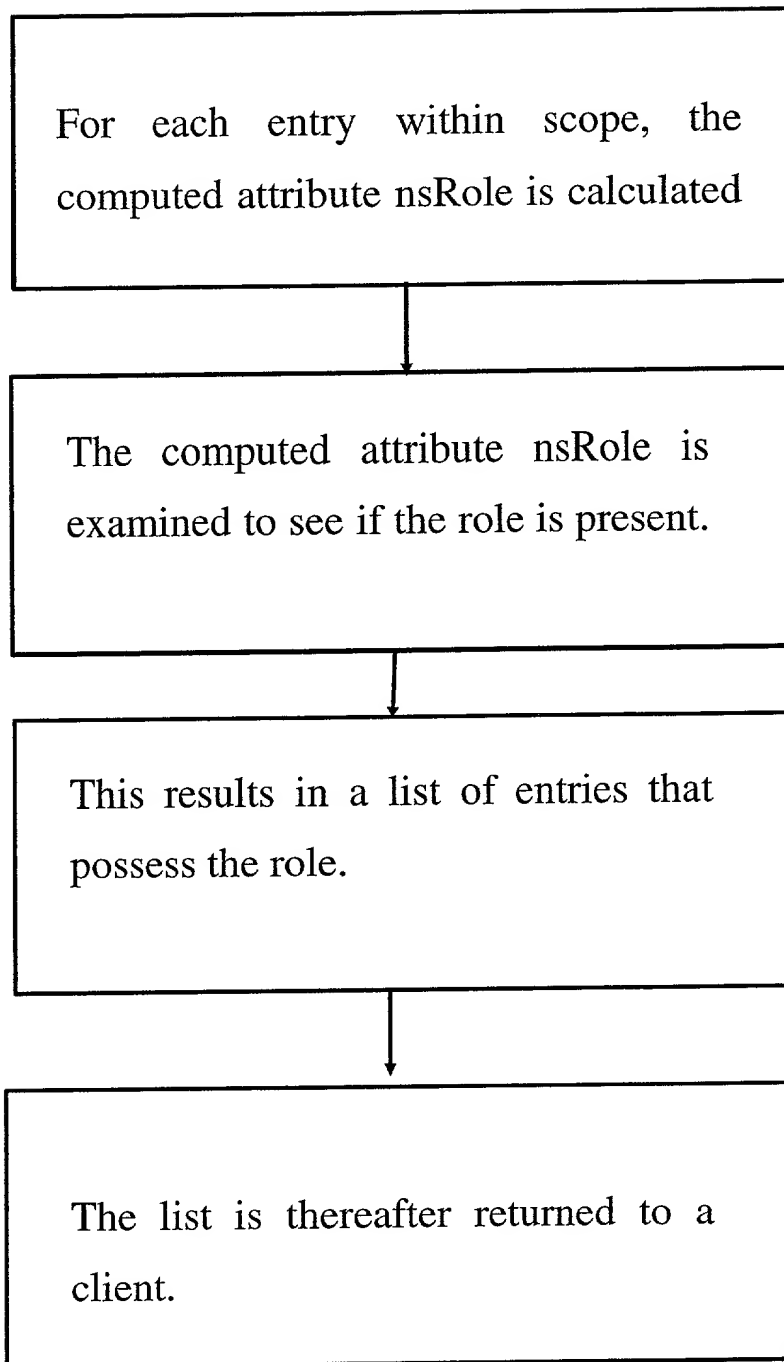 For each entry within scope, the
computed attribute nsRole is calculated
The computed attribute nsRole is
examined to see if the role is present.
This results in a list of entries that
possess the role.
The list is thereafter returned to a
client.